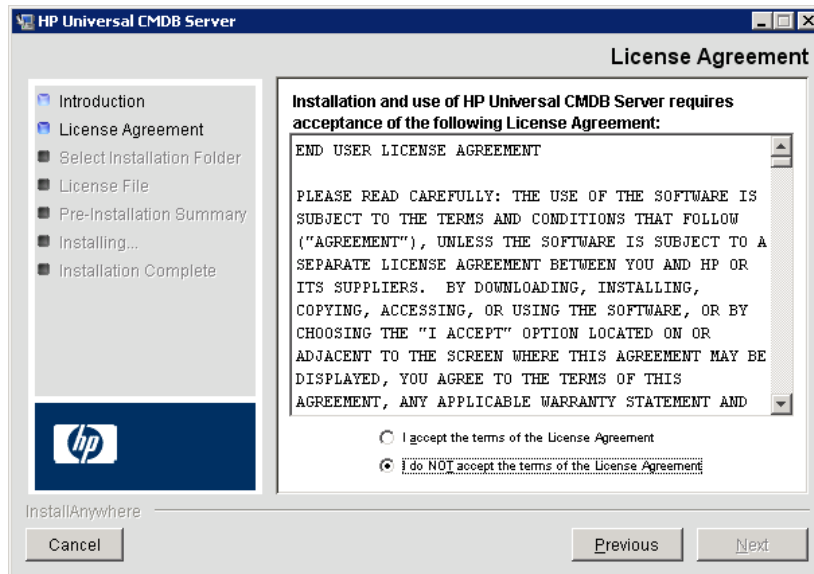 HP Universal CMDB Server
License Agreement
Introduction
License Agreement
Select Installation Folder
License File
Pre-Installation Summary
Installing...
Installation Complete
Installation and use of HP Universal CMDB Server requires
acceptance of the following License Agreement:
END USER LICENSE AGREEMENT
PLEASE READ CAREFULLY: THE USE OF THE SOFTWARE IS
SUBJECT TO THE TERMS AND CONDITIONS THAT FOLLOW
("AGREEMENT"), UNLESS THE SOFTWARE IS SUBJECT TO A
SEPARATE LICENSE AGREEMENT BETWEEN YOU AND HP OR
ITS SUPPLIERS.  BY DOWNLOADING, INSTALLING,
COPYING, ACCESSING, OR USING THE SOFTWARE, OR BY
CHOOSING THE "I ACCEPT" OPTION LOCATED ON OR
ADJACENT TO THE SCREEN WHERE THIS AGREEMENT MAY BE
DISPLAYED, YOU AGREE TO THE TERMS OF THIS
AGREEMENT, ANY APPLICABLE WARRANTY STATEMENT AND
I accept the terms of the License Agreement
I do NOT accept the terms of the License Agreement
hp
InstallAnywhere
Cancel
Previous
Next